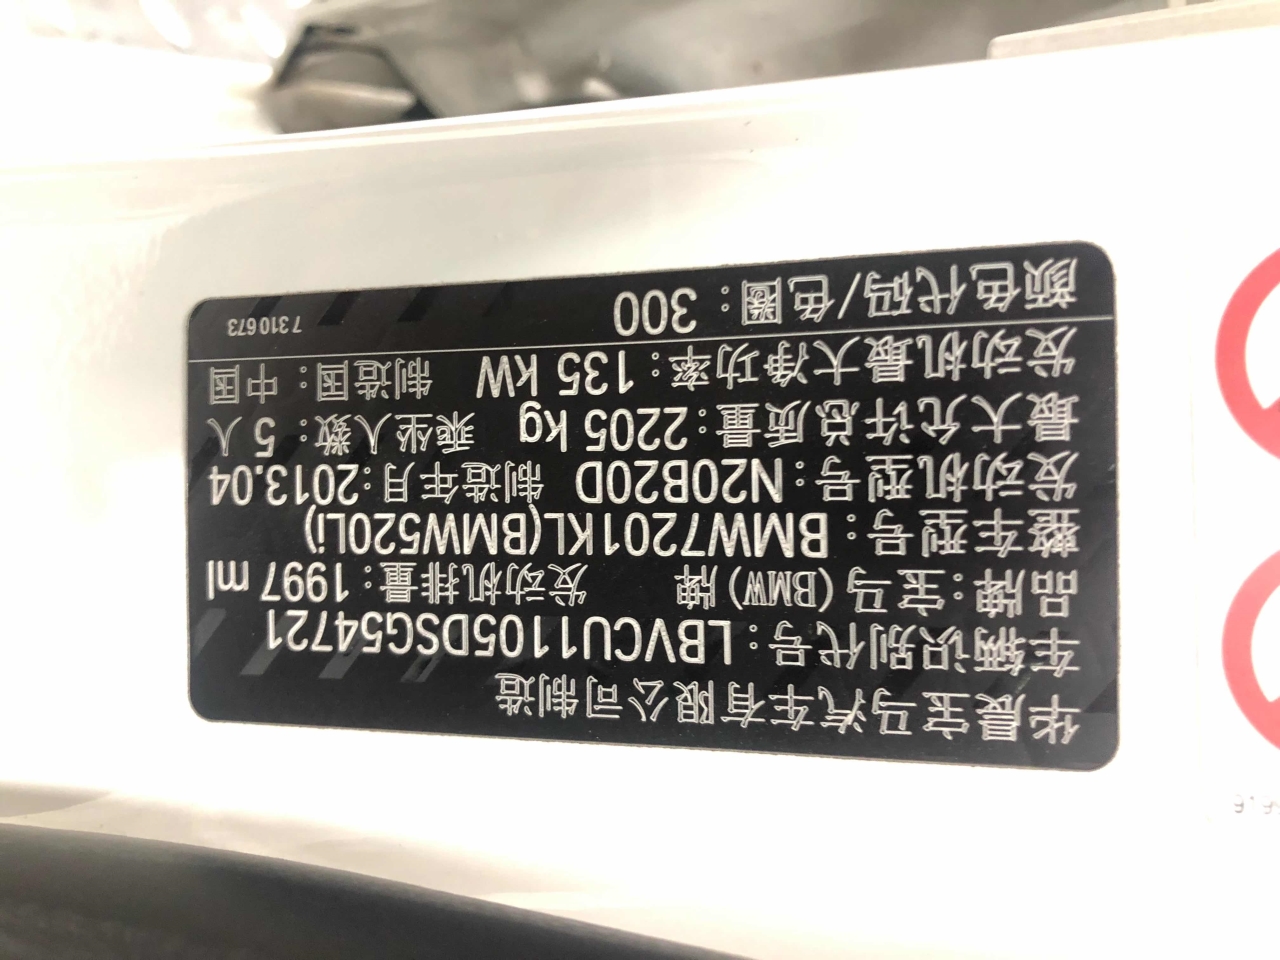 华晨宝马汽车有限公司制造
车辆识别代号：LBVCU1105DSG54721
品牌：宝马（BMW）牌 发动机排量：1997 ml
整车型号：BMW7201KL(BMW520Li)
发动机型号：N20B20D 制造年月：2013.04
最大允许总质量：2205 kg 乘坐人数：5 人
发动机最大净功率：135 kW 制造国：中国
颜色代码/色圈：300
7310673